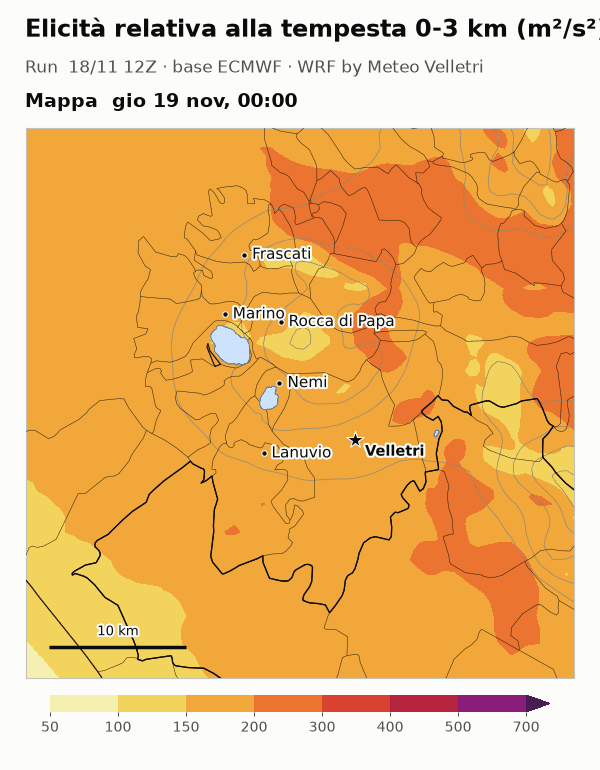 Elicità relativa alla tempesta 0-3 km (m²/s²)
Run  18/11 12Z · base ECMWF · WRF by Meteo Velletri
Mappa  gio 19 nov, 00:00
Frascati
Marino
Rocca di Papa
Nemi
Velletri
Lanuvio
10 km
50 100 150 200 300 400 500 700